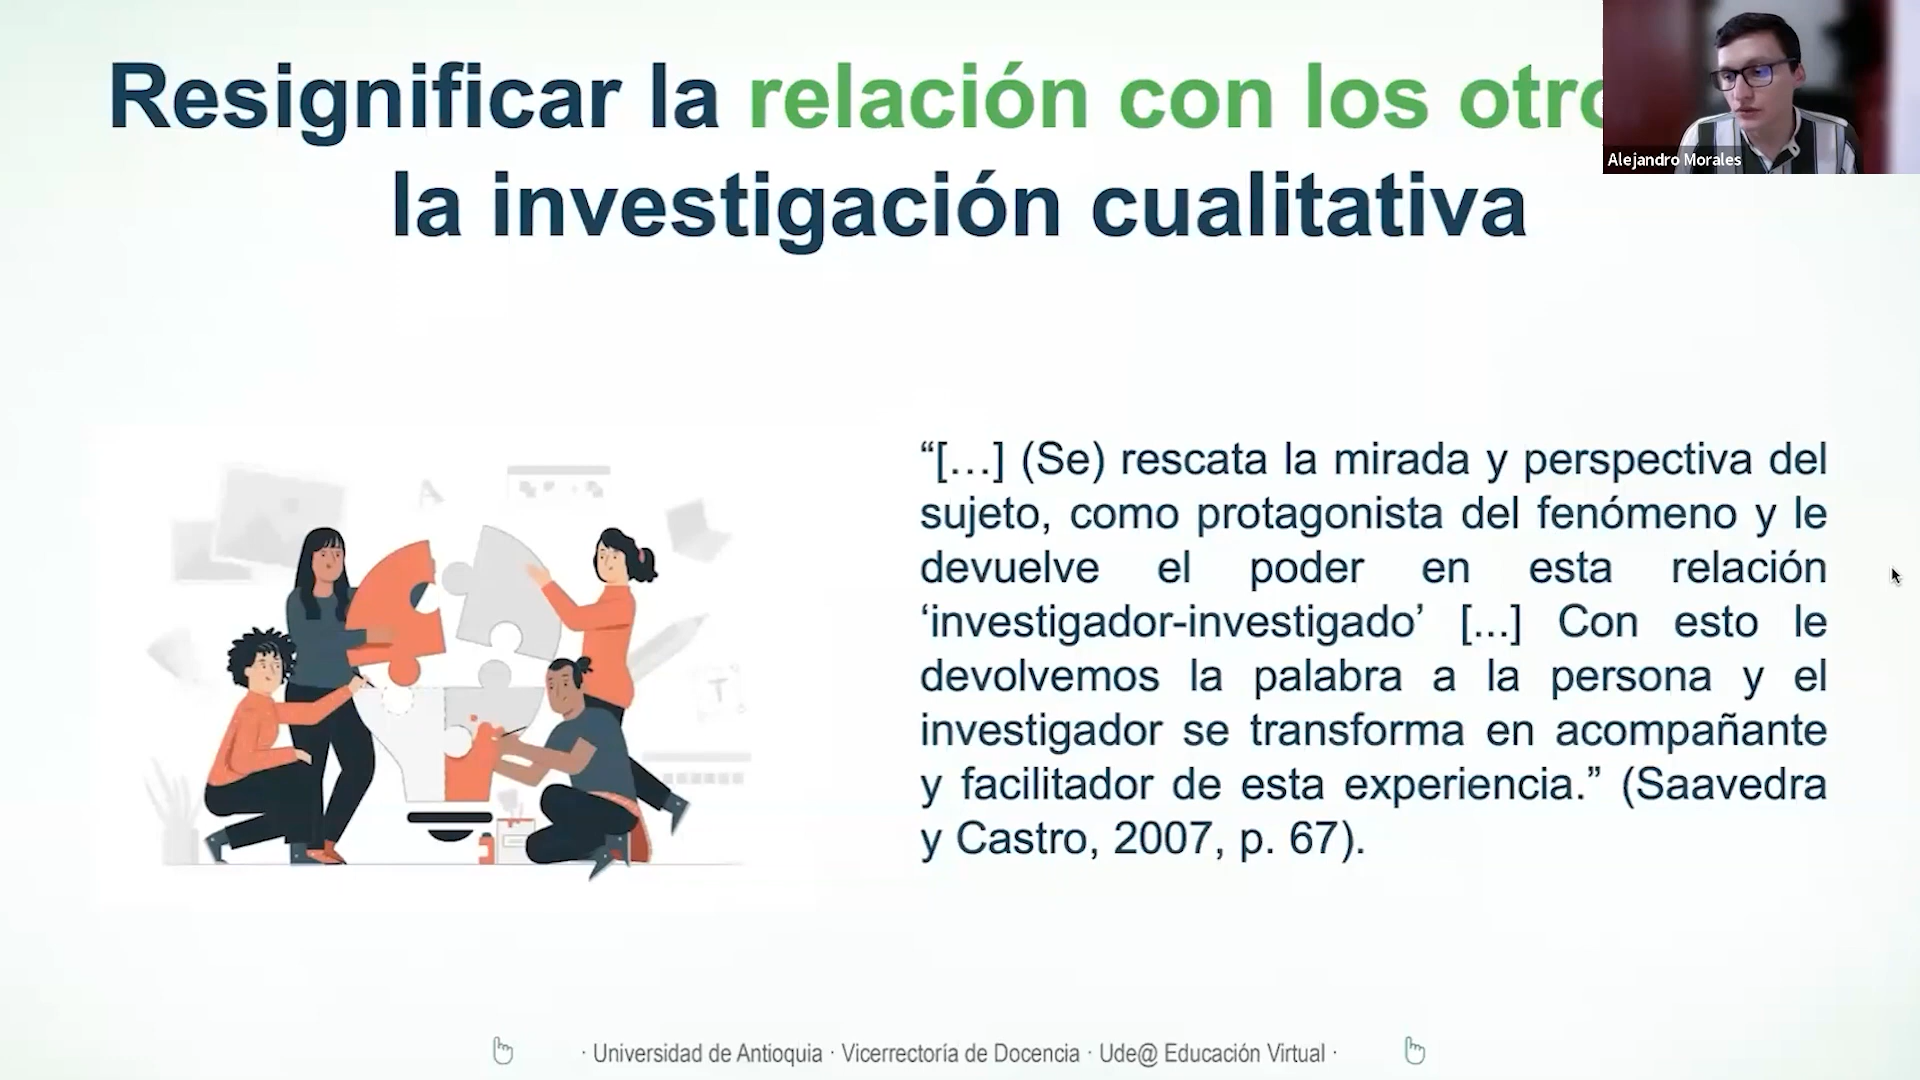 Resignificar la relación con los
la investigación cualitativa
Alejandro Morales
“[…] (Se) rescata la mirada y perspectiva del
sujeto, como protagonista del fenómeno y le
devuelve el poder en esta relación
‘investigador-investigado’ [...] Con esto le
devolvemos la palabra a la persona y el
investigador se transforma en acompañante
y facilitador de esta experiencia.” (Saavedra
y Castro, 2007, p. 67).
A
T
· Universidad de Antioquia · Vicerrectoría de Docencia · Ude@ Educación Virtual ·